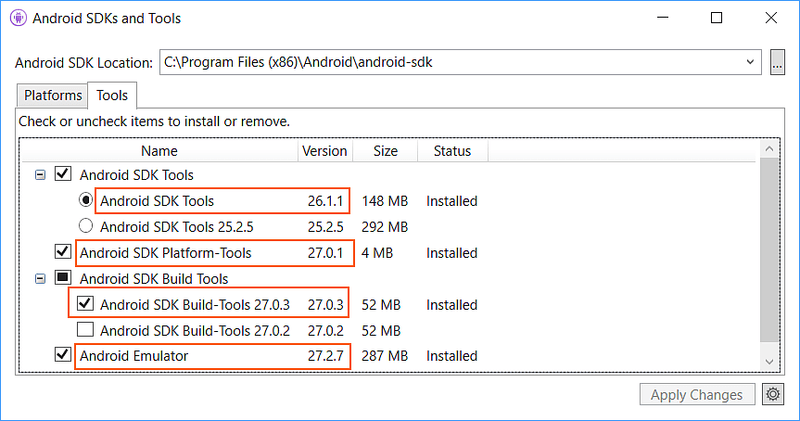 Android SDKs and Tools
Android SDK Location: C:\Program Files (x86)\Android\android-sdk ...
Platforms Tools
Check or uncheck items to install or remove.
Name Version Size Status
Android SDK Tools
Android SDK Tools 26.1.1 148 MB Installed
Android SDK Tools 25.2.5 25.2.5 292 MB
Android SDK Platform-Tools 27.0.1 4 MB Installed
Android SDK Build Tools
Android SDK Build-Tools 27.0.3 27.0.3 52 MB Installed
Android SDK Build-Tools 27.0.2 27.0.2 52 MB
Android Emulator 27.2.7 287 MB Installed
Apply Changes